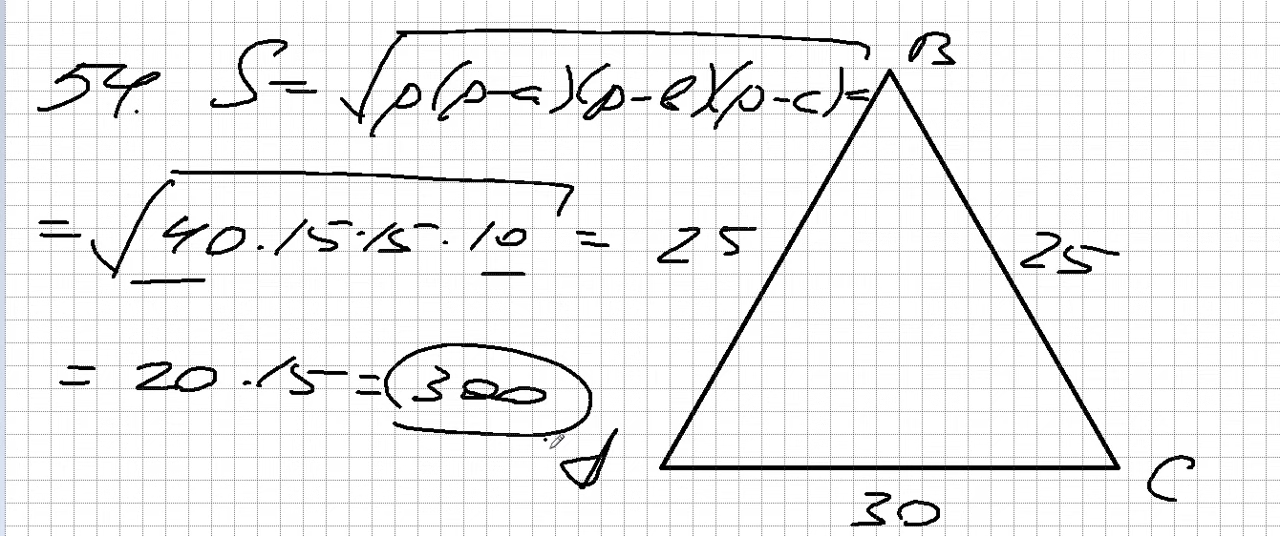 54. S = √p(p-a)(p-b)(p-c) =
= √40·15·15·10 =
= 20·15 = 300
B
25
25
A
C
30